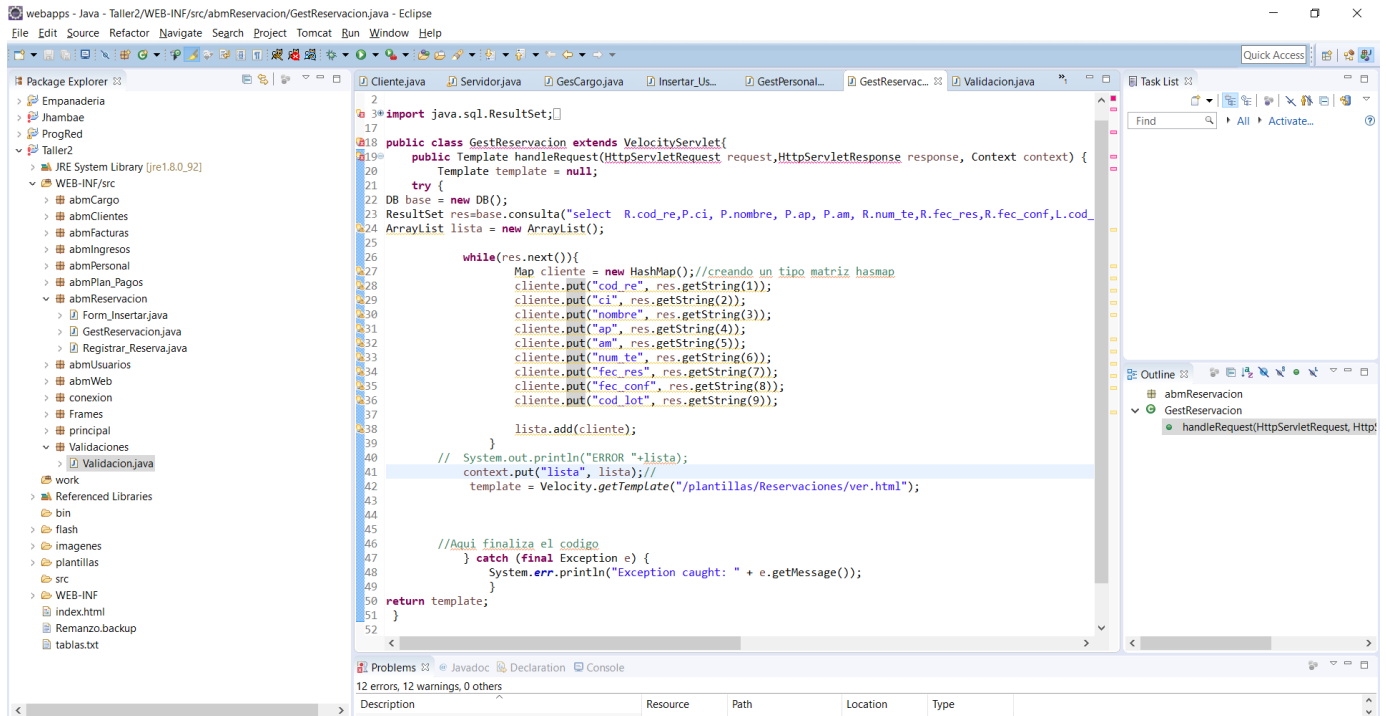 webapps - Java - Taller2/WEB-INF/src/abmReservacion/GestReservacion.java - Eclipse
File Edit Source Refactor Navigate Search Project Tomcat Run Window Help
Quick Access
Package Explorer
Empanaderia
Jhambae
ProgRed
Taller2
JRE System Library [jre1.8.0_92]
WEB-INF/src
abmCargo
abmClientes
abmFacturas
abmIngresos
abmPersonal
abmPlan_Pagos
abmReservacion
Form_Insertar.java
GestReservacion.java
Registrar_Reserva.java
abmUsuarios
abmWeb
conexion
Frames
principal
Validaciones
Validacion.java
work
Referenced Libraries
bin
flash
imagenes
plantillas
src
WEB-INF
index.html
Remanzo.backup
tablas.txt
Cliente.java Servidor.java GesCargo.java Insertar_Us... GestPersonal... GestReservac... Validacion.java »1
2
3 import java.sql.ResultSet;
17
18 public class GestReservacion extends VelocityServlet{
19 public Template handleRequest(HttpServletRequest request,HttpServletResponse response, Context context) {
20 Template template = null;
21 try {
22 DB base = new DB();
23 ResultSet res=base.consulta("select R.cod_re,P.ci, P.nombre, P.ap, P.am, R.num_te,R.fec_res,R.fec_conf,L.cod_
24 ArrayList lista = new ArrayList();
25
26 while(res.next()){
27 Map cliente = new HashMap();//creando un tipo matriz hasmap
28 cliente.put("cod_re", res.getString(1));
29 cliente.put("ci", res.getString(2));
30 cliente.put("nombre", res.getString(3));
31 cliente.put("ap", res.getString(4));
32 cliente.put("am", res.getString(5));
33 cliente.put("num_te", res.getString(6));
34 cliente.put("fec_res", res.getString(7));
35 cliente.put("fec_conf", res.getString(8));
36 cliente.put("cod_lot", res.getString(9));
37
38 lista.add(cliente);
39 }
40 // System.out.println("ERROR "+lista);
41 context.put("lista", lista);//
42 template = Velocity.getTemplate("/plantillas/Reservaciones/ver.html");
43
44
45
46 //Aqui finaliza el codigo
47 } catch (final Exception e) {
48 System.err.println("Exception caught: " + e.getMessage());
49 }
50 return template;
51 }
52
Task List
Find All Activate...
Outline
abmReservacion
GestReservacion
handleRequest(HttpServletRequest, Https
Problems Javadoc Declaration Console
12 errors, 12 warnings, 0 others
Description Resource Path Location Type